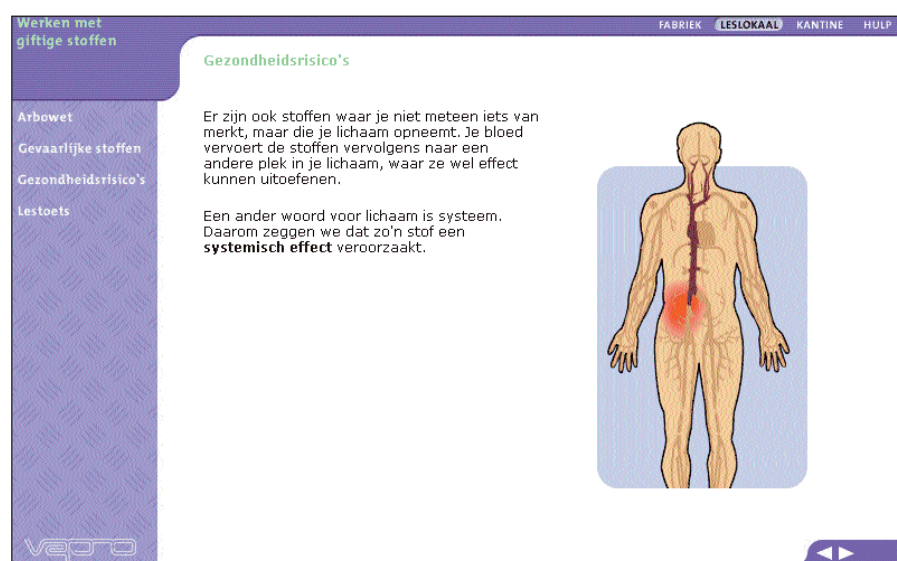 Werken met
giftige stoffen
FABRIEK LESLOKAAL KANTINE HULP
Gezondheidsrisico's
Arbowet
Gevaarlijke stoffen
Gezondheidsrisico's
Lestoets
Er zijn ook stoffen waar je niet meteen iets van
merkt, maar die je lichaam opneemt. Je bloed
vervoert de stoffen vervolgens naar een
andere plek in je lichaam, waar ze wel effect
kunnen uitoefenen.
Een ander woord voor lichaam is systeem.
Daarom zeggen we dat zo'n stof een
systemisch effect veroorzaakt.
vapro